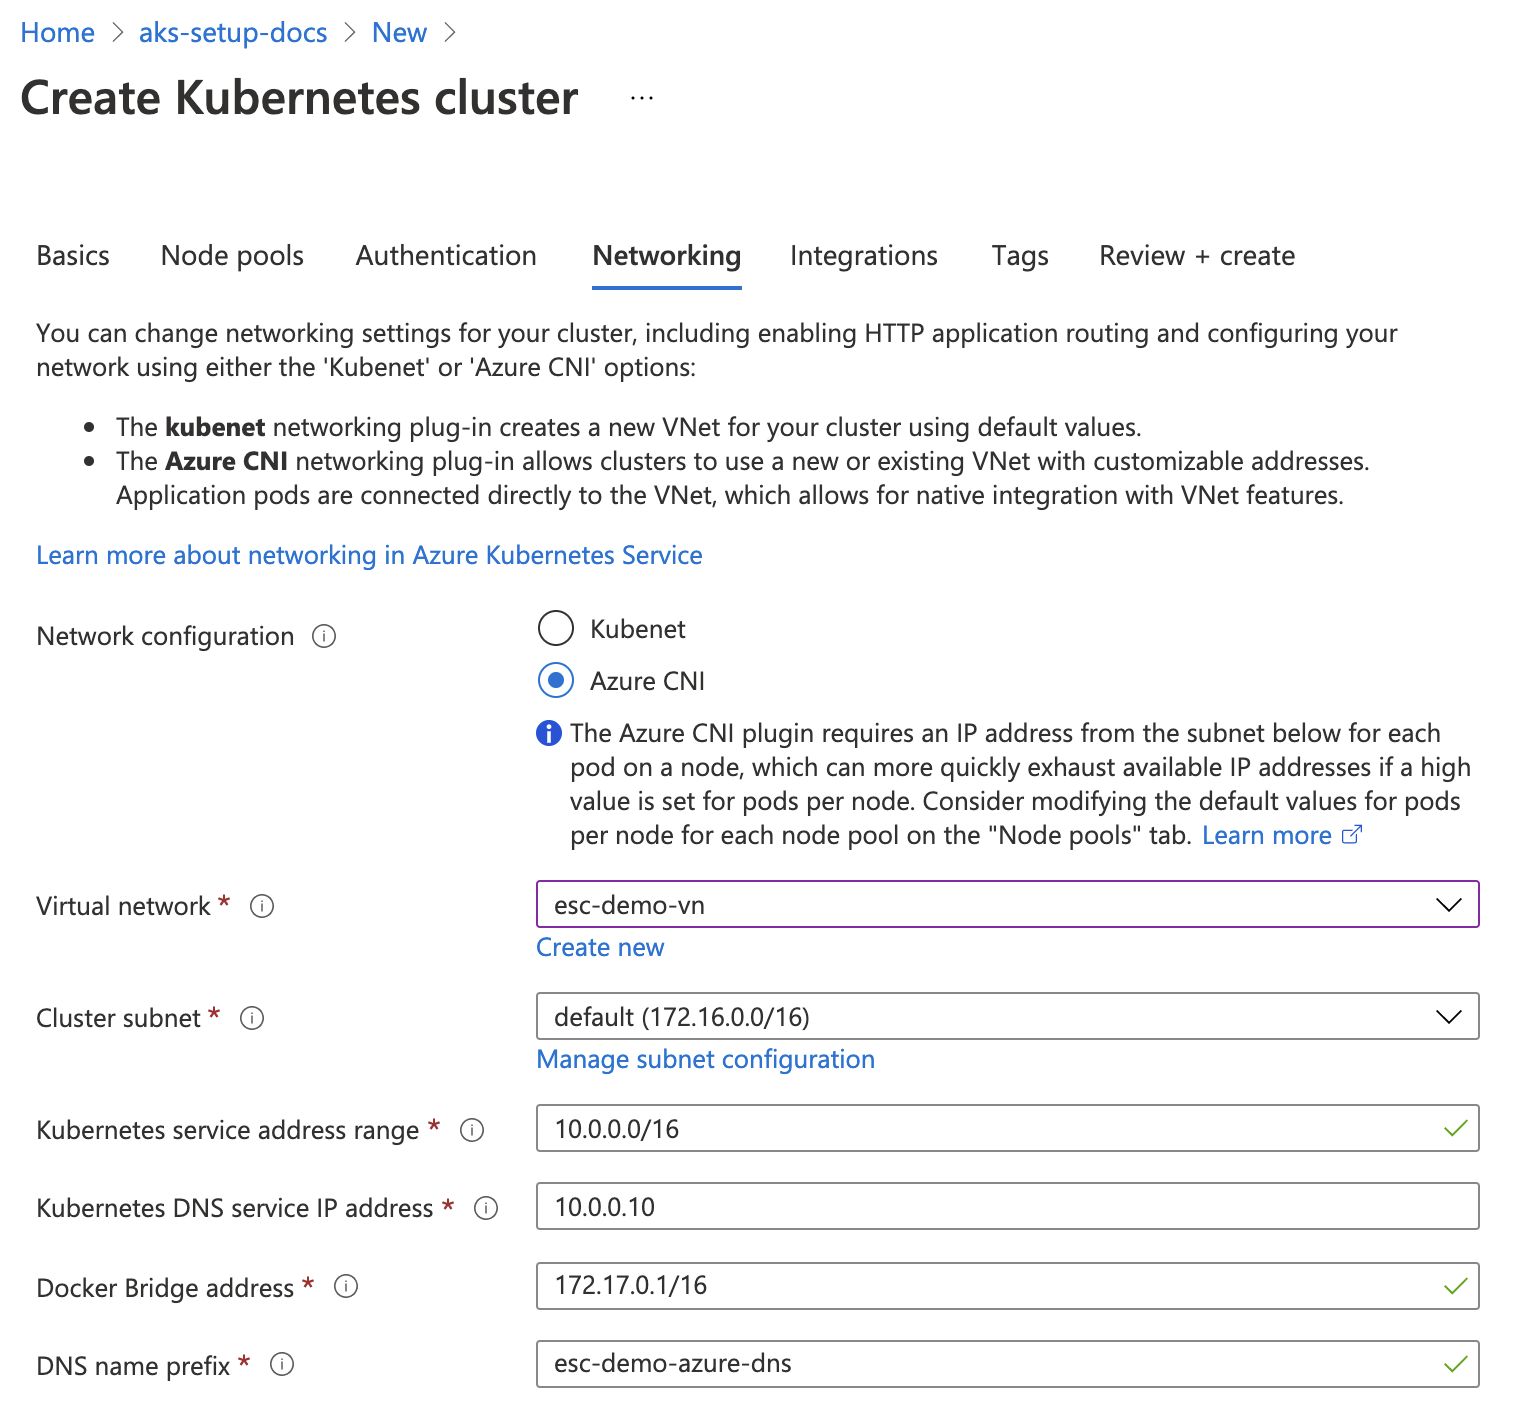 Home > aks-setup-docs > New >
Create Kubernetes cluster ...
Basics Node pools Authentication Networking Integrations Tags Review + create
You can change networking settings for your cluster, including enabling HTTP application routing and configuring your
network using either the 'Kubenet' or 'Azure CNI' options:
• The kubenet networking plug-in creates a new VNet for your cluster using default values.
• The Azure CNI networking plug-in allows clusters to use a new or existing VNet with customizable addresses.
Application pods are connected directly to the VNet, which allows for native integration with VNet features.
Learn more about networking in Azure Kubernetes Service
Network configuration
Kubenet
Azure CNI
The Azure CNI plugin requires an IP address from the subnet below for each
pod on a node, which can more quickly exhaust available IP addresses if a high
value is set for pods per node. Consider modifying the default values for pods
per node for each node pool on the "Node pools" tab. Learn more
Virtual network * esc-demo-vn
Create new
Cluster subnet * default (172.16.0.0/16)
Manage subnet configuration
Kubernetes service address range * 10.0.0.0/16
Kubernetes DNS service IP address * 10.0.0.10
Docker Bridge address * 172.17.0.1/16
DNS name prefix * esc-demo-azure-dns